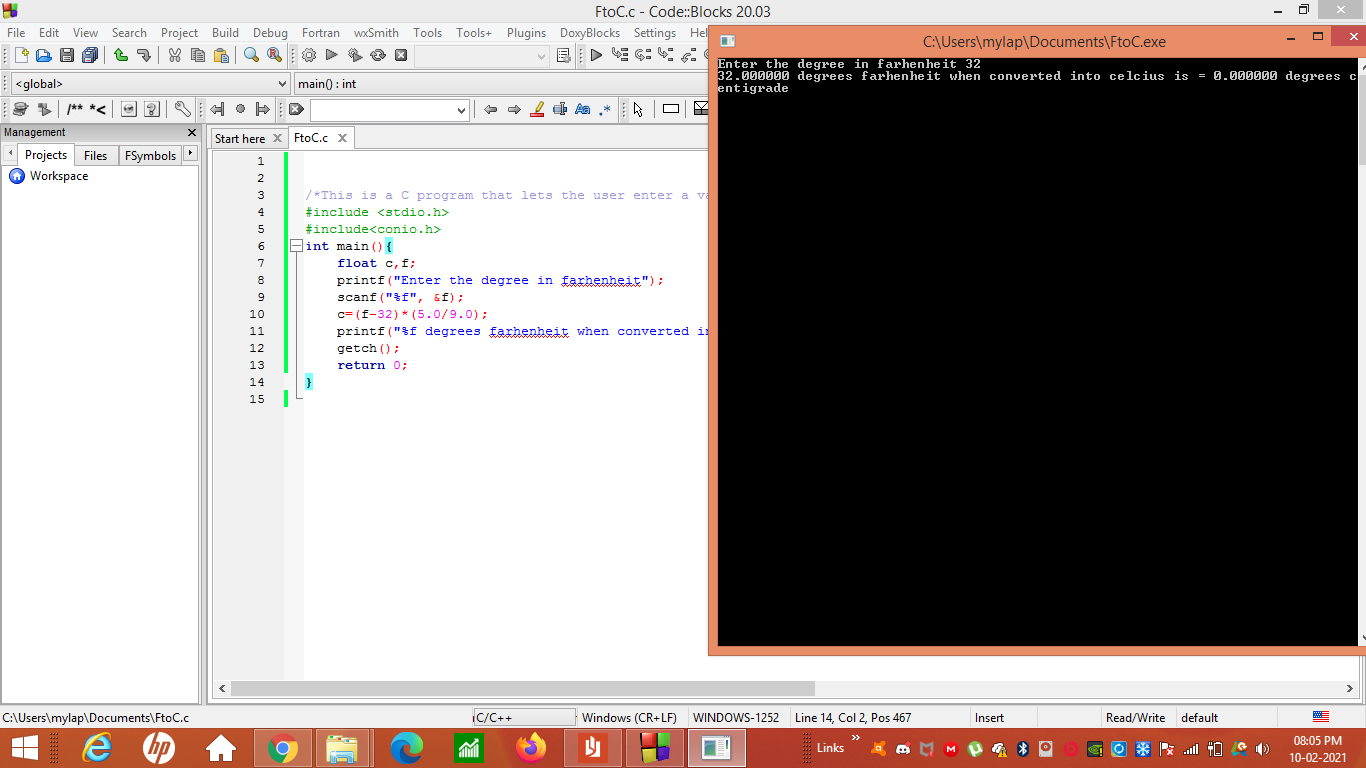 FtoC.c - Code::Blocks 20.03
File Edit View Search Project Build Debug Fortran wxSmith Tools Tools+ Plugins DoxyBlocks Settings Hel
<global>
main() : int
/** *<
Aa .*
Management
Projects Files FSymbols
Workspace
Start here FtoC.c
1
2
3 /*This is a C program that lets the user enter a va
4 #include <stdio.h>
5 #include<conio.h>
6 int main(){
7 float c,f;
8 printf("Enter the degree in farhenheit");
9 scanf("%f", &f);
10 c=(f-32)*(5.0/9.0);
11 printf("%f degrees farhenheit when converted in
12 getch();
13 return 0;
14 }
15
C:\Users\mylap\Documents\FtoC.exe
Enter the degree in farhenheit 32
32.000000 degrees farhenheit when converted into celcius is = 0.000000 degrees c
entigrade
C:\Users\mylap\Documents\FtoC.c C/C++ Windows (CR+LF) WINDOWS-1252 Line 14, Col 2, Pos 467 Insert Read/Write default
Links
08:05 PM
10-02-2021